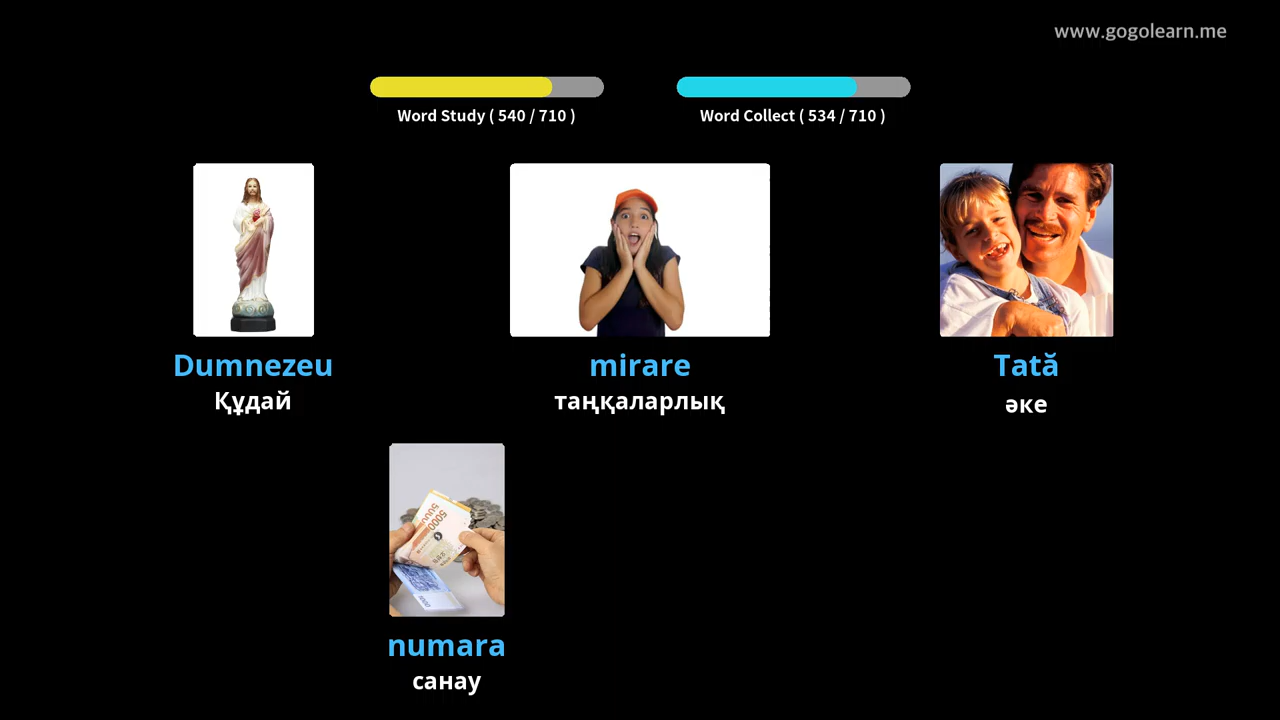 www.gogolearn.me
Word Study ( 540 / 710 )
Word Collect ( 534 / 710 )
Dumnezeu
Құдай
mirare
таңқаларлық
Tată
әке
5000
numara
санау